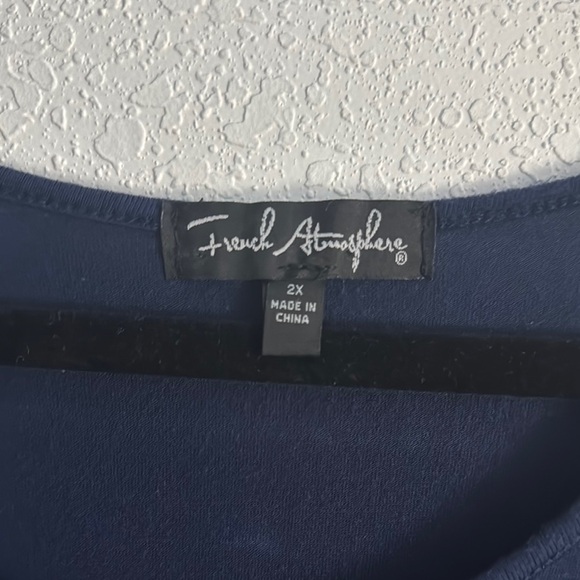 French Atmosphere®
2X
MADE IN
CHINA